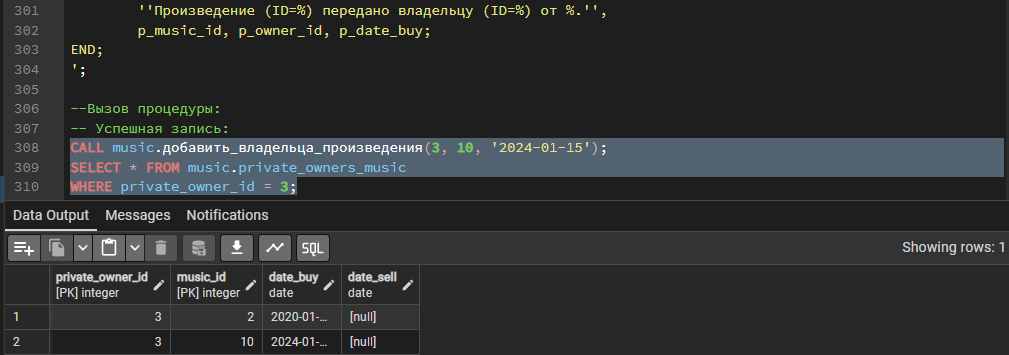 301 ''Произведение (ID=%) передано владельцу (ID=%) от %.'',
302 p_music_id, p_owner_id, p_date_buy;
303 END;
304 ';
305
306 --Вызов процедуры:
307 -- Успешная запись:
308 CALL music.добавить_владельца_произведения(3, 10, '2024-01-15');
309 SELECT * FROM music.private_owners_music
310 WHERE private_owner_id = 3;
Data Output Messages Notifications
SQL Showing rows: 1
private_owner_id music_id date_buy date_sell
[PK] integer [PK] integer date date
1 3 2 2020-01-... [null]
2 3 10 2024-01-... [null]